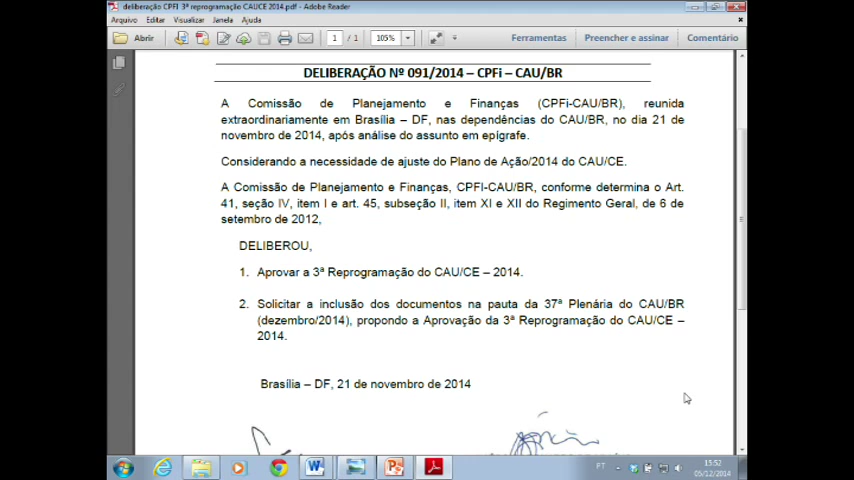 deliberação CPFI 3ª reprogramação CAUCE 2014.pdf - Adobe Reader
Arquivo Editar Visualizar Janela Ajuda
Abrir 1 / 1 105% Ferramentas Preencher e assinar Comentário
DELIBERAÇÃO Nº 091/2014 – CPFi – CAU/BR
A Comissão de Planejamento e Finanças (CPFi-CAU/BR), reunida
extraordinariamente em Brasília – DF, nas dependências do CAU/BR, no dia 21 de
novembro de 2014, após análise do assunto em epígrafe.
Considerando a necessidade de ajuste do Plano de Ação/2014 do CAU/CE.
A Comissão de Planejamento e Finanças, CPFI-CAU/BR, conforme determina o Art.
41, seção IV, item I e art. 45, subseção II, item XI e XII do Regimento Geral, de 6 de
setembro de 2012,
DELIBEROU,
1. Aprovar a 3ª Reprogramação do CAU/CE – 2014.
2. Solicitar a inclusão dos documentos na pauta da 37ª Plenária do CAU/BR
(dezembro/2014), propondo a Aprovação da 3ª Reprogramação do CAU/CE –
2014.
Brasília – DF, 21 de novembro de 2014
PT 15:52
05/12/2014